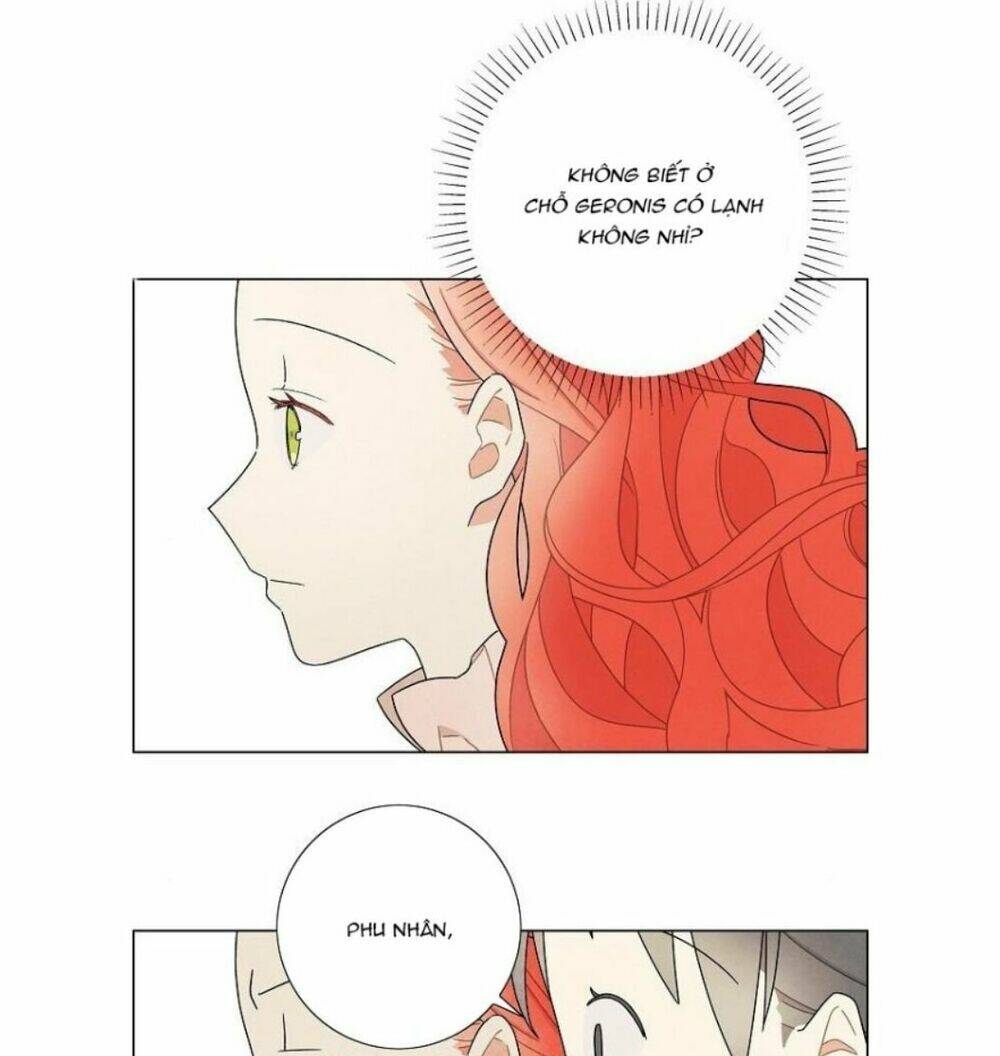 KHÔNG BIẾT Ở
CHỖ GERONIS CÓ LẠNH
KHÔNG NHỈ?
PHU NHÂN,